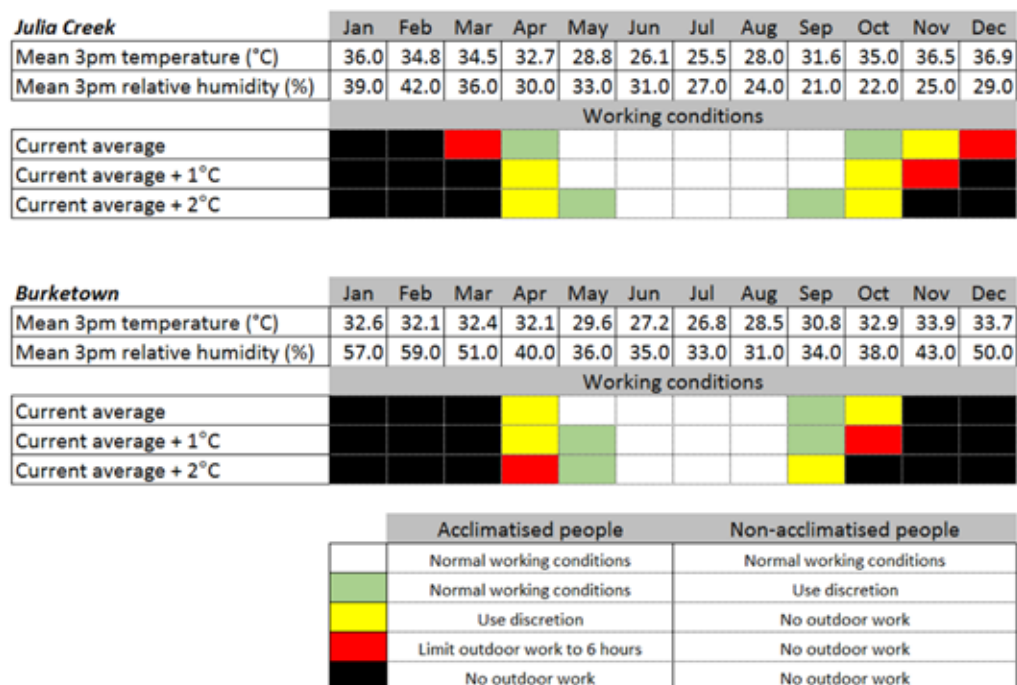 Julia Creek Jan Feb Mar Apr May Jun Jul Aug Sep Oct Nov Dec
Mean 3pm temperature (°C) 36.0 34.8 34.5 32.7 28.8 26.1 25.5 28.0 31.6 35.0 36.5 36.9
Mean 3pm relative humidity (%) 39.0 42.0 36.0 30.0 33.0 31.0 27.0 24.0 21.0 22.0 25.0 29.0
Working conditions
Current average
Current average + 1°C
Current average + 2°C
Burketown Jan Feb Mar Apr May Jun Jul Aug Sep Oct Nov Dec
Mean 3pm temperature (°C) 32.6 32.1 32.4 32.1 29.6 27.2 26.8 28.5 30.8 32.9 33.9 33.7
Mean 3pm relative humidity (%) 57.0 59.0 51.0 40.0 36.0 35.0 33.0 31.0 34.0 38.0 43.0 50.0
Working conditions
Current average
Current average + 1°C
Current average + 2°C
Acclimatised people Non-acclimatised people
Normal working conditions Normal working conditions
Normal working conditions Use discretion
Use discretion No outdoor work
Limit outdoor work to 6 hours No outdoor work
No outdoor work No outdoor work